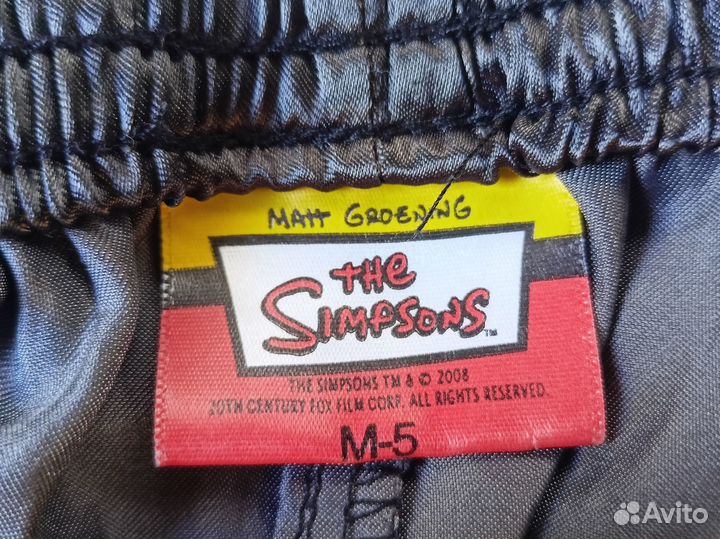 MATT GROENING
THE
SIMPSONS TM
THE SIMPSONS TM & © 2008
20TH CENTURY FOX FILM CORP. ALL RIGHTS RESERVED.
M-5
Avito